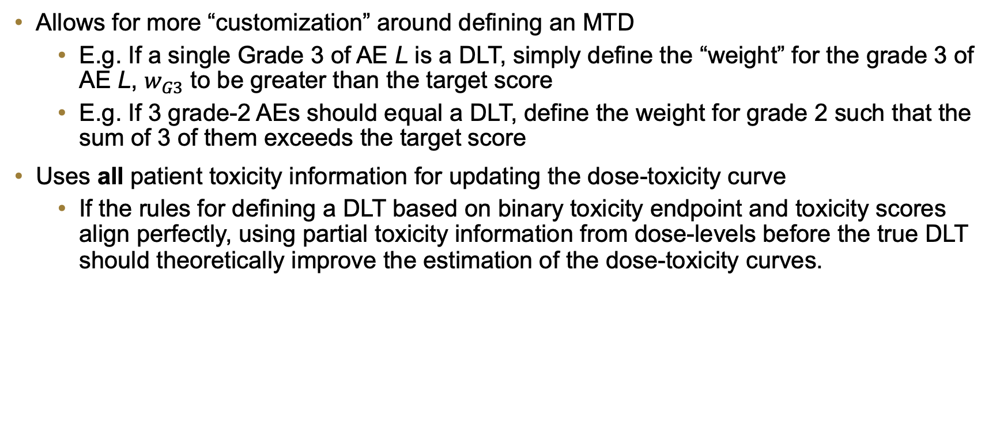 • Allows for more “customization” around defining an MTD
• E.g. If a single Grade 3 of AE L is a DLT, simply define the “weight” for the grade 3 of
AE L, w_{G3} to be greater than the target score
• E.g. If 3 grade-2 AEs should equal a DLT, define the weight for grade 2 such that the
sum of 3 of them exceeds the target score
• Uses all patient toxicity information for updating the dose-toxicity curve
• If the rules for defining a DLT based on binary toxicity endpoint and toxicity scores
align perfectly, using partial toxicity information from dose-levels before the true DLT
should theoretically improve the estimation of the dose-toxicity curves.